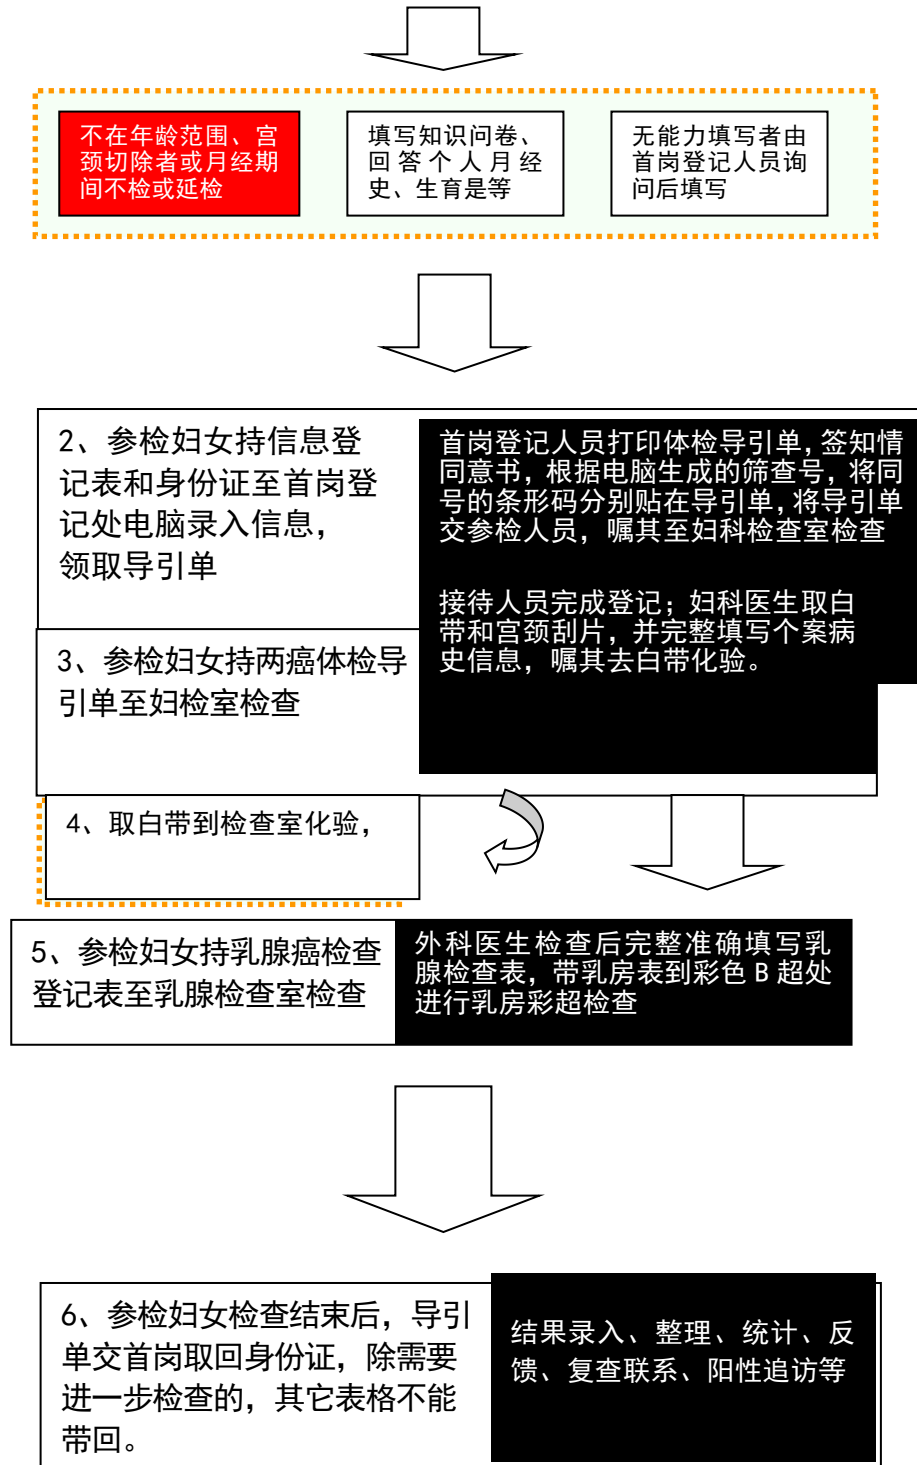 不在年龄范围、宫
颈切除者或月经期
间不检或延检
填写知识问卷、
回答个人月经
史、生育是等
无能力填写者由
首岗登记人员询
问后填写
2、参检妇女持信息登
记表和身份证至首岗登
记处电脑录入信息，
领取导引单
首岗登记人员打印体检导引单，签知情
同意书，根据电脑生成的筛查号，将同
号的条形码分别贴在导引单，将导引单
交参检人员，嘱其至妇科检查室检查
接待人员完成登记；妇科医生取白
带和宫颈刮片，并完整填写个案病
史信息，嘱其去白带化验。
3、参检妇女持两癌体检导
引单至妇检室检查
4、取白带到检查室化验，
5、参检妇女持乳腺癌检查
登记表至乳腺检查室检查
外科医生检查后完整准确填写乳
腺检查表，带乳房表到彩色 B 超处
进行乳房彩超检查
6、参检妇女检查结束后，导引
单交首岗取回身份证，除需要
进一步检查的，其它表格不能
带回。
结果录入、整理、统计、反
馈、复查联系、阳性追访等